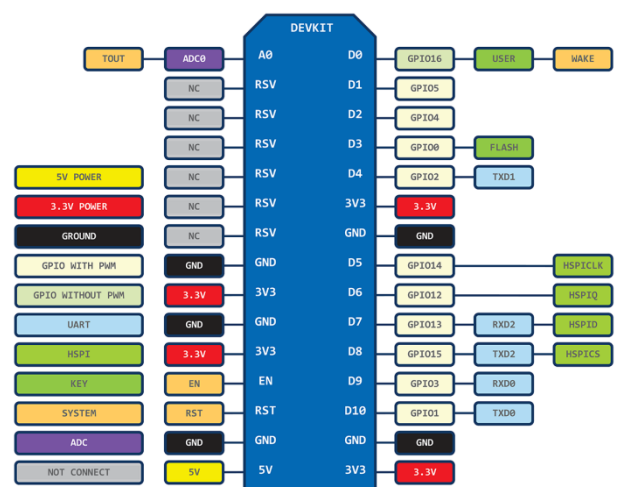 DEVKIT
TOUT ADC0 A0 D0 GPIO16 USER WAKE
NC RSV D1 GPIO5
NC RSV D2 GPIO4
NC RSV D3 GPIO0 FLASH
5V POWER NC RSV D4 GPIO2 TXD1
3.3V POWER NC RSV 3V3 3.3V
GROUND NC RSV GND GND
GPIO WITH PWM GND GND D5 GPIO14 HSPICLK
GPIO WITHOUT PWM 3.3V 3V3 D6 GPIO12 HSPIQ
UART GND GND D7 GPIO13 RXD2 HSPID
HSPI 3.3V 3V3 D8 GPIO15 TXD2 HSPICS
KEY EN EN D9 GPIO3 RXD0
SYSTEM RST RST D10 GPIO1 TXD0
ADC GND GND GND GND
NOT CONNECT 5V 5V 3V3 3.3V